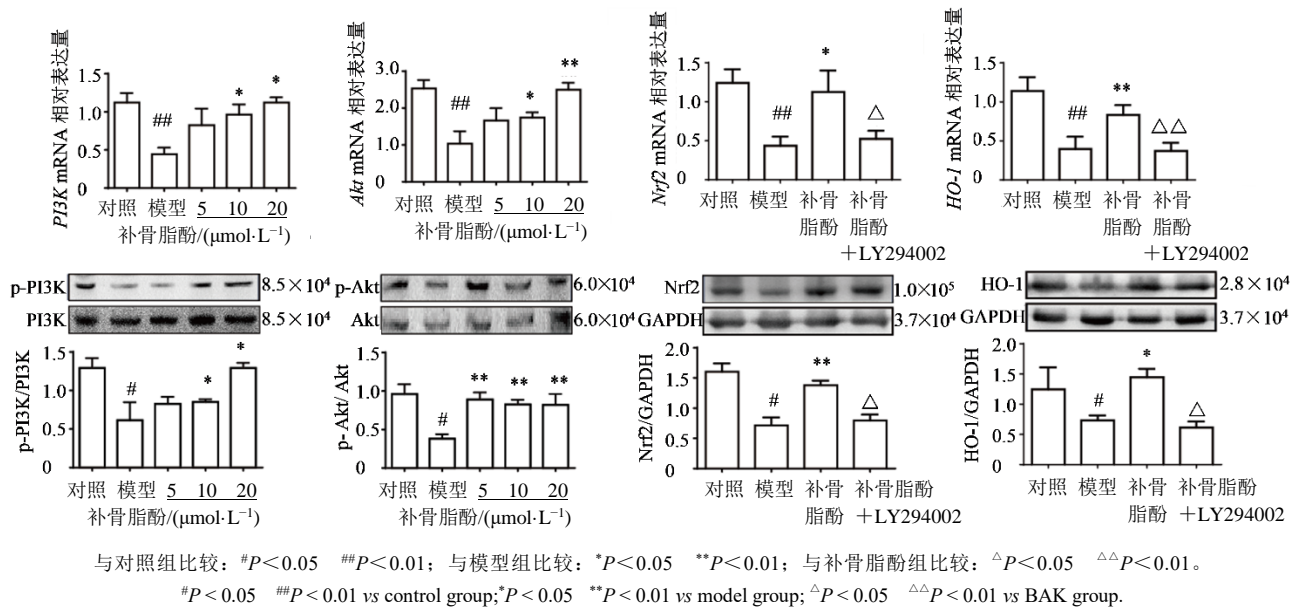 PI3K mRNA 相对表达量
1.5
1.0
0.5
0
##
*
*
对照 模型 5 10 20
补骨脂酚/(μmol·L⁻¹)
Akt mRNA 相对表达量
3.0
2.0
1.0
0.0
##
*
**
对照 模型 5 10 20
补骨脂酚/(μmol·L⁻¹)
Nrf2 mRNA 相对表达量
1.5
1.0
0.5
0
##
*
△
对照 模型 补骨 补骨
脂酚 脂酚
+LY294002
HO-1 mRNA 相对表达量
1.5
1.0
0.5
0
##
**
△△
对照 模型 补骨 补骨
脂酚 脂酚
+LY294002
p-PI3K 8.5×10⁴
PI3K 8.5×10⁴
p-PI3K/PI3K
1.5
1.0
0.5
0
#
*
*
对照 模型 5 10 20
补骨脂酚/(μmol·L⁻¹)
p-Akt 6.0×10⁴
Akt 6.0×10⁴
p-Akt/Akt
1.5
1.0
0.5
0
#
**
**
**
对照 模型 5 10 20
补骨脂酚/(μmol·L⁻¹)
Nrf2 1.0×10⁵
GAPDH 3.7×10⁴
Nrf2/GAPDH
2.0
1.5
1.0
0.5
0
#
**
△
对照 模型 补骨 补骨脂酚
脂酚 +LY294002
HO-1 2.8×10⁴
GAPDH 3.7×10⁴
HO-1/GAPDH
2.0
1.5
1.0
0.5
0
#
*
△
对照 模型 补骨 补骨脂酚
脂酚 +LY294002
与对照组比较：#P<0.05 ##P<0.01；与模型组比较：*P<0.05 **P<0.01；与补骨脂酚组比较：△P<0.05 △△P<0.01。
#P < 0.05 ##P < 0.01 vs control group;*P < 0.05 **P < 0.01 vs model group; △P < 0.05 △△P < 0.01 vs BAK group.